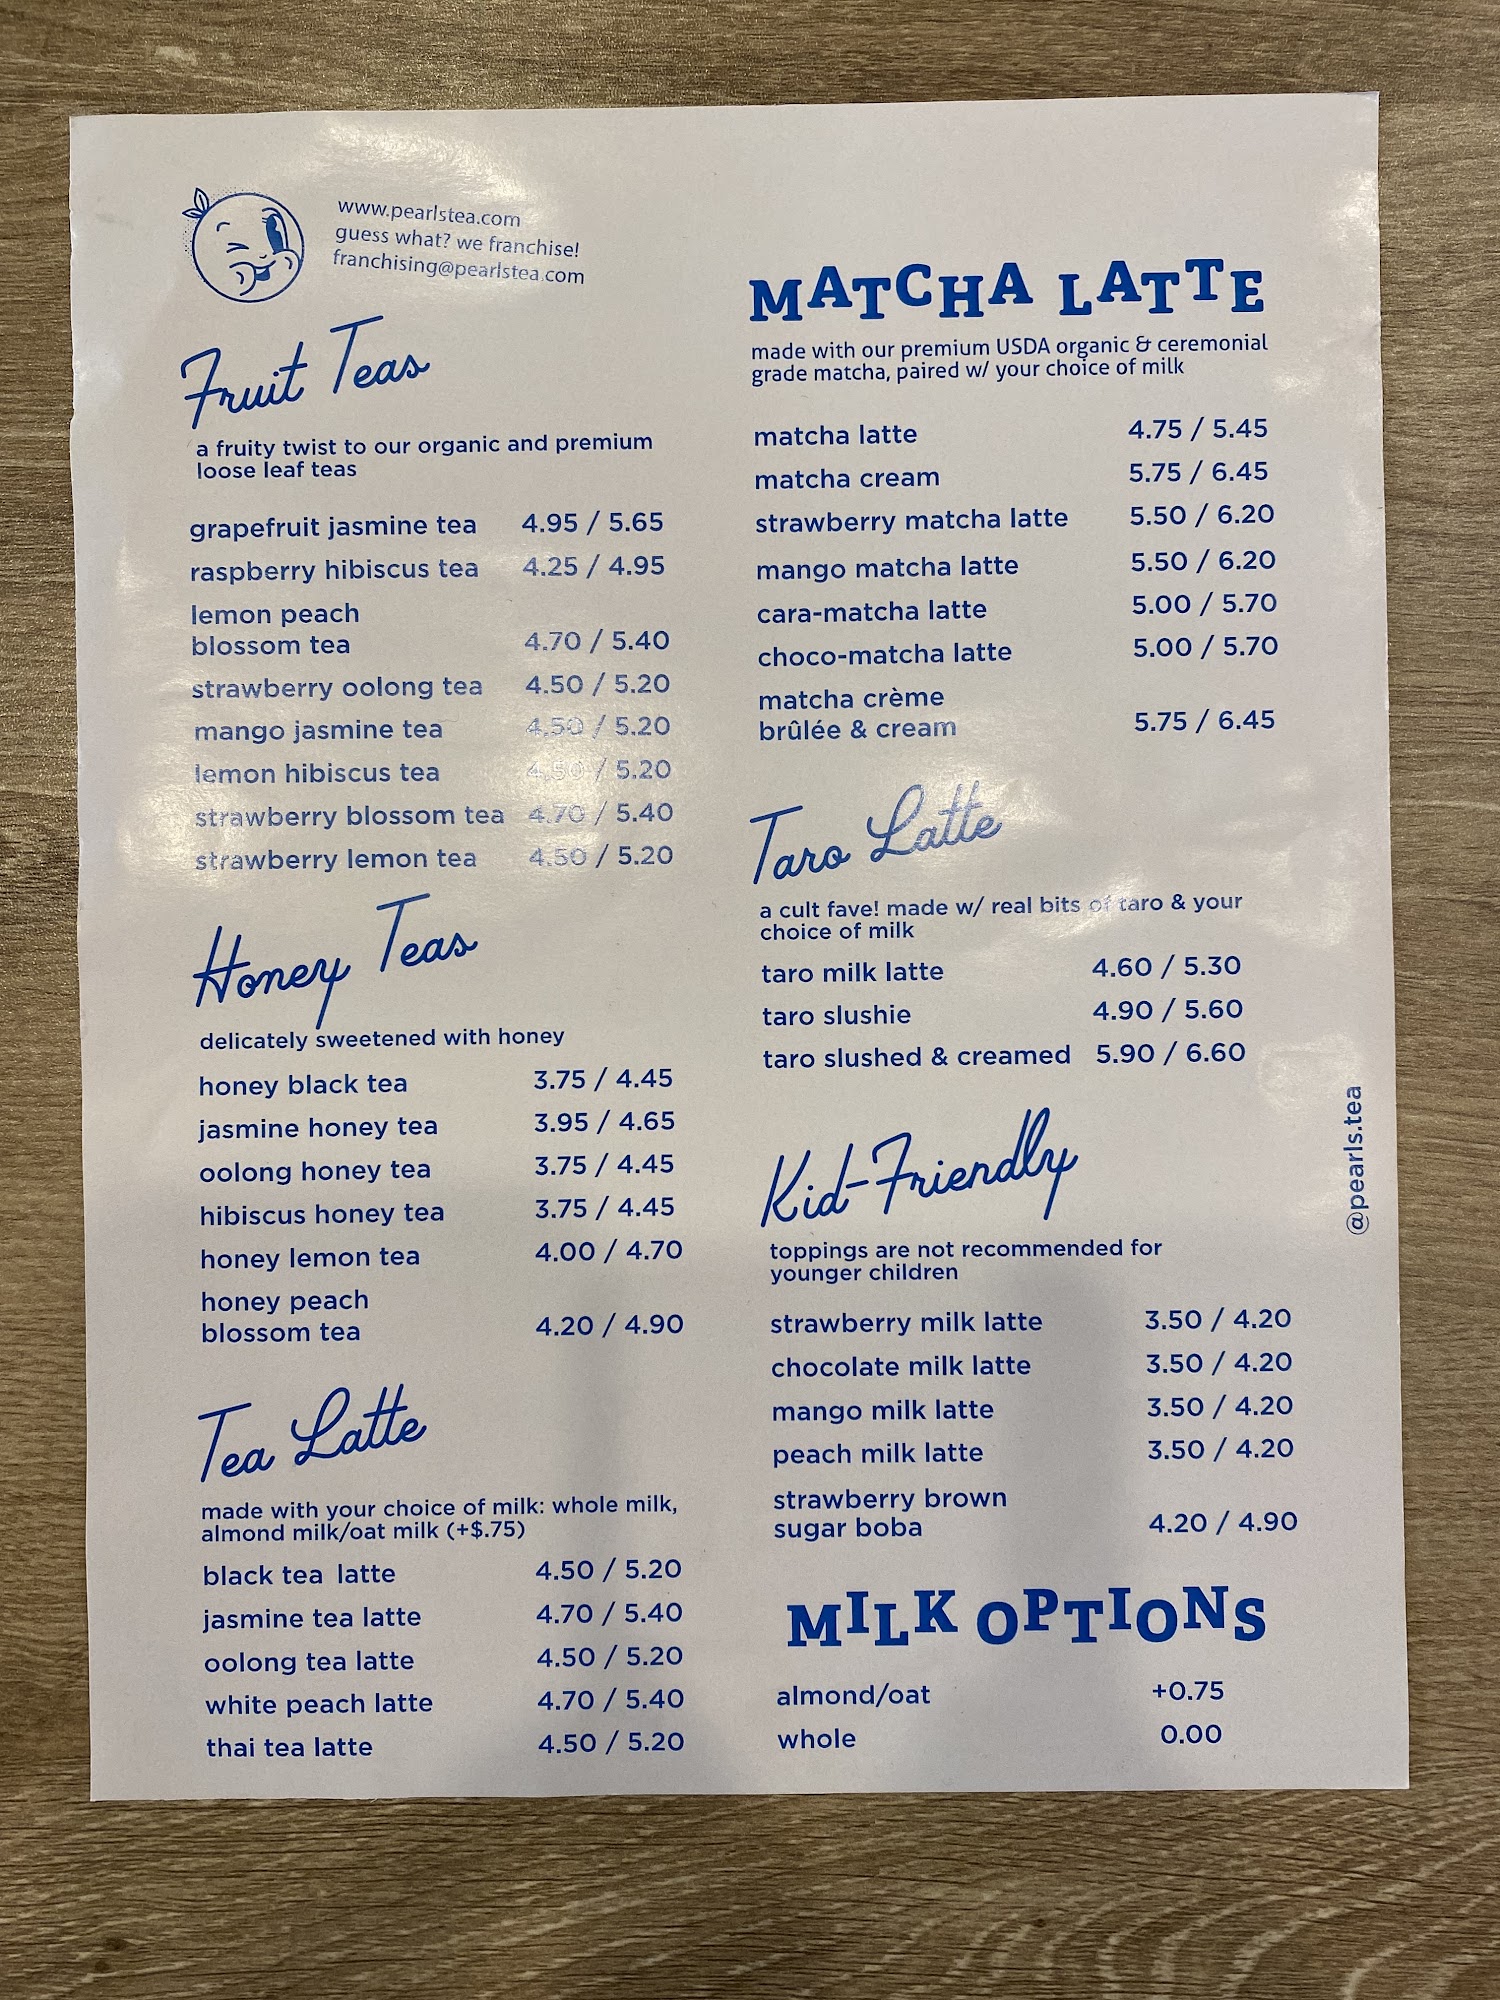 www.pearlstea.com
guess what? we franchise!
franchising@pearlstea.com
Fruit Teas
a fruity twist to our organic and premium
loose leaf teas
grapefruit jasmine tea 4.95 / 5.65
raspberry hibiscus tea 4.25 / 4.95
lemon peach
blossom tea 4.70 / 5.40
strawberry oolong tea 4.50 / 5.20
mango jasmine tea 4.50 / 5.20
lemon hibiscus tea 4.50 / 5.20
strawberry blossom tea 4.70 / 5.40
strawberry lemon tea 4.50 / 5.20
Honey Teas
delicately sweetened with honey
honey black tea 3.75 / 4.45
jasmine honey tea 3.95 / 4.65
oolong honey tea 3.75 / 4.45
hibiscus honey tea 3.75 / 4.45
honey lemon tea 4.00 / 4.70
honey peach
blossom tea 4.20 / 4.90
Tea Latte
made with your choice of milk: whole milk,
almond milk/oat milk (+$.75)
black tea latte 4.50 / 5.20
jasmine tea latte 4.70 / 5.40
oolong tea latte 4.50 / 5.20
white peach latte 4.70 / 5.40
thai tea latte 4.50 / 5.20
MATCHA LATTE
made with our premium USDA organic & ceremonial
grade matcha, paired w/ your choice of milk
matcha latte 4.75 / 5.45
matcha cream 5.75 / 6.45
strawberry matcha latte 5.50 / 6.20
mango matcha latte 5.50 / 6.20
cara-matcha latte 5.00 / 5.70
choco-matcha latte 5.00 / 5.70
matcha crème
brûlée & cream 5.75 / 6.45
Taro Latte
a cult fave! made w/ real bits of taro & your
choice of milk
taro milk latte 4.60 / 5.30
taro slushie 4.90 / 5.60
taro slushed & creamed 5.90 / 6.60
Kid-Friendly
toppings are not recommended for
younger children
strawberry milk latte 3.50 / 4.20
chocolate milk latte 3.50 / 4.20
mango milk latte 3.50 / 4.20
peach milk latte 3.50 / 4.20
strawberry brown
sugar boba 4.20 / 4.90
MILK OPTIONS
almond/oat +0.75
whole 0.00
@pearls.tea